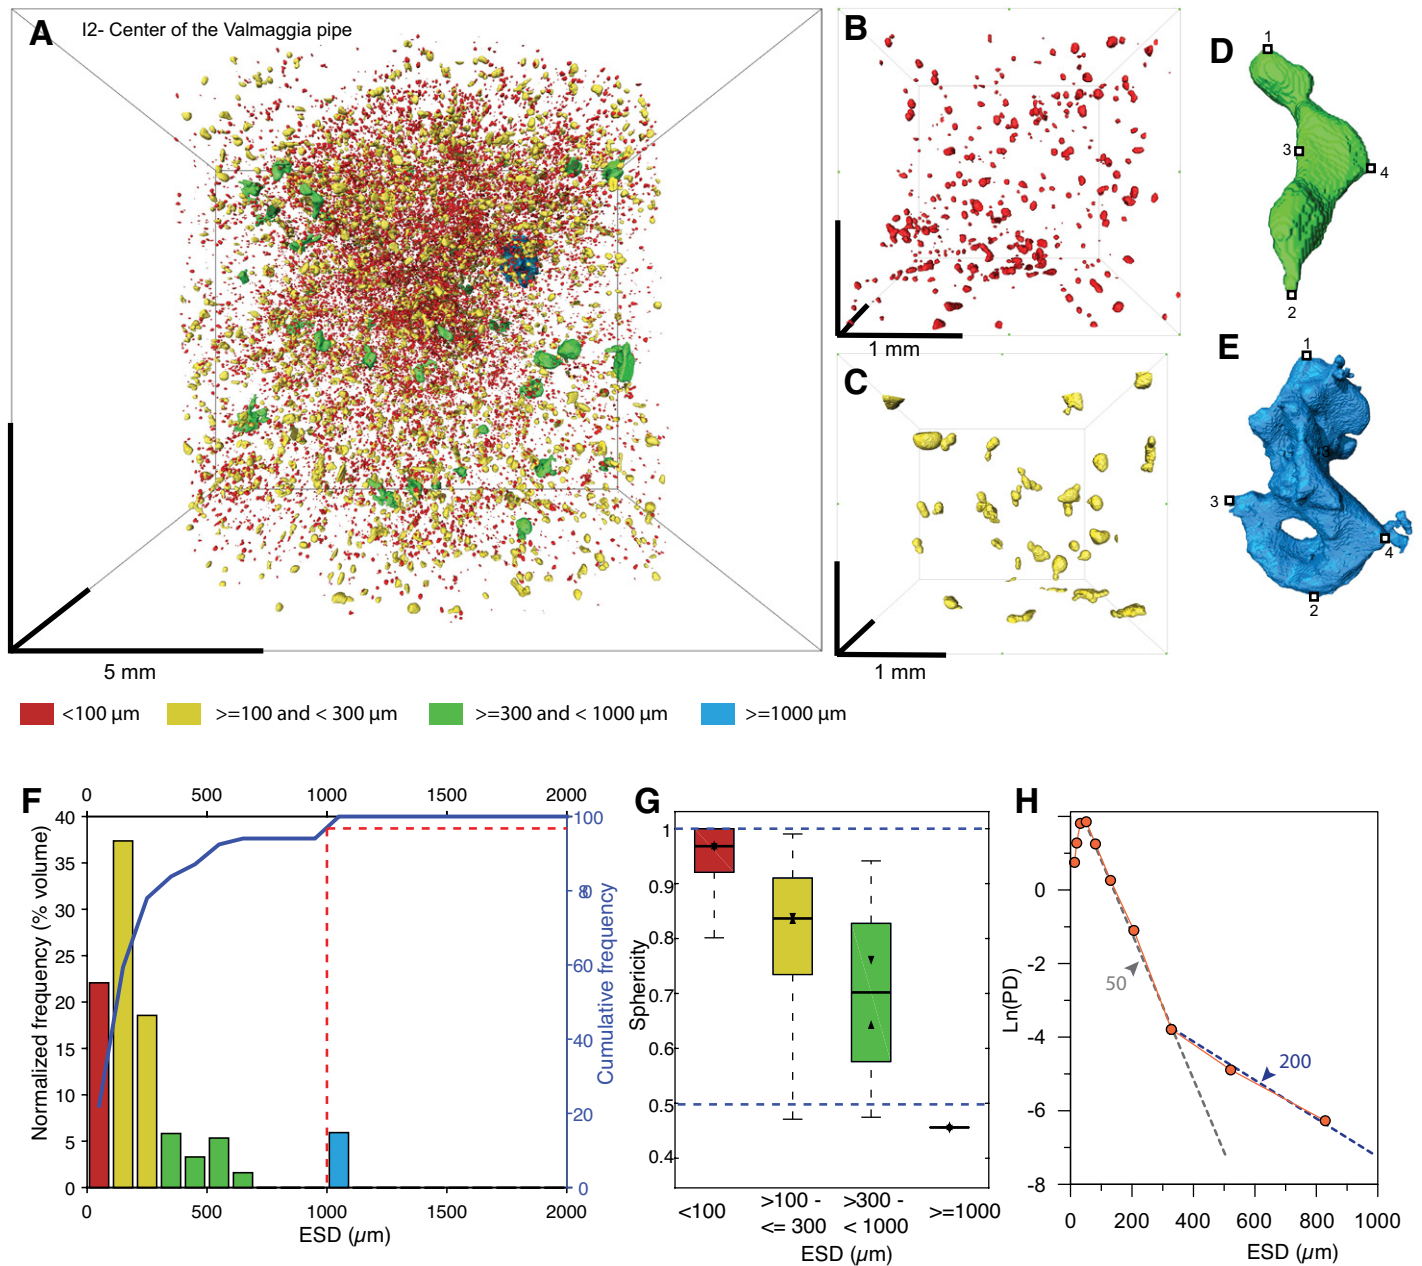 A
I2- Center of the Valmaggia pipe
5 mm
B
1 mm
C
1 mm
D
1
3
4
2
E
1
3
3
4
2
<100 µm
>=100 and < 300 µm
>=300 and < 1000 µm
>=1000 µm
F
0 500 1000 1500 2000
40
35
30
25
20
15
10
5
0
Normalized frequency (% volume)
100
80
60
40
20
0
Cumulative frequency
0 500 1000 1500 2000
ESD (µm)
G
1
0.9
0.8
0.7
0.6
0.5
0.4
Sphericity
<100
>100 -
<= 300
>300 -
< 1000
>=1000
ESD (µm)
H
0
-2
-4
-6
-8
Ln(PD)
50
200
0 200 400 600 800 1000
ESD (µm)